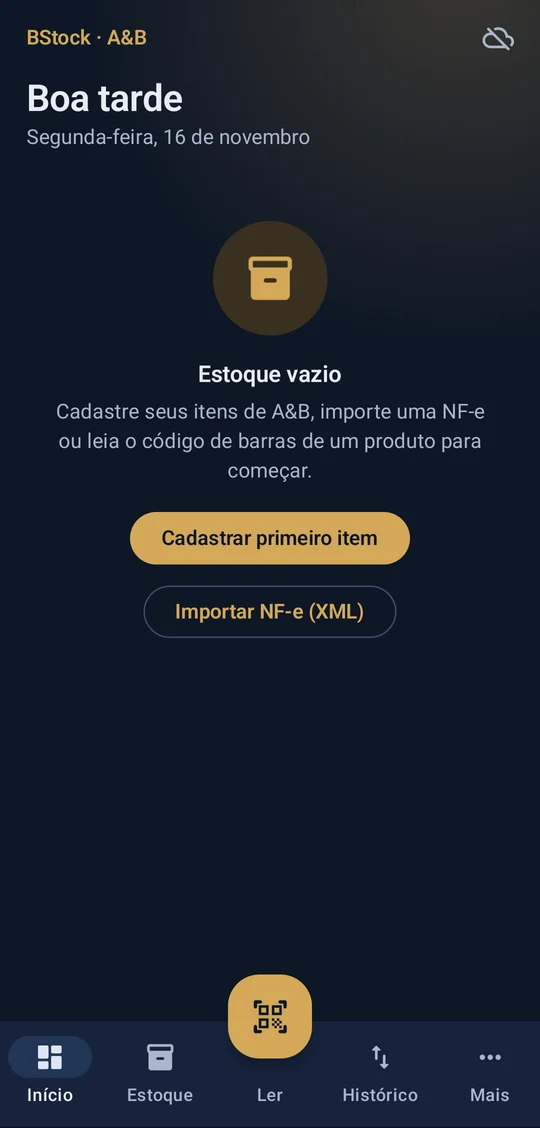 BStock · A&B
Boa tarde
Segunda-feira, 16 de novembro
Estoque vazio
Cadastre seus itens de A&B, importe uma NF-e
ou leia o código de barras de um produto para
começar.
Cadastrar primeiro item
Importar NF-e (XML)
Início
Estoque
Ler
Histórico
Mais